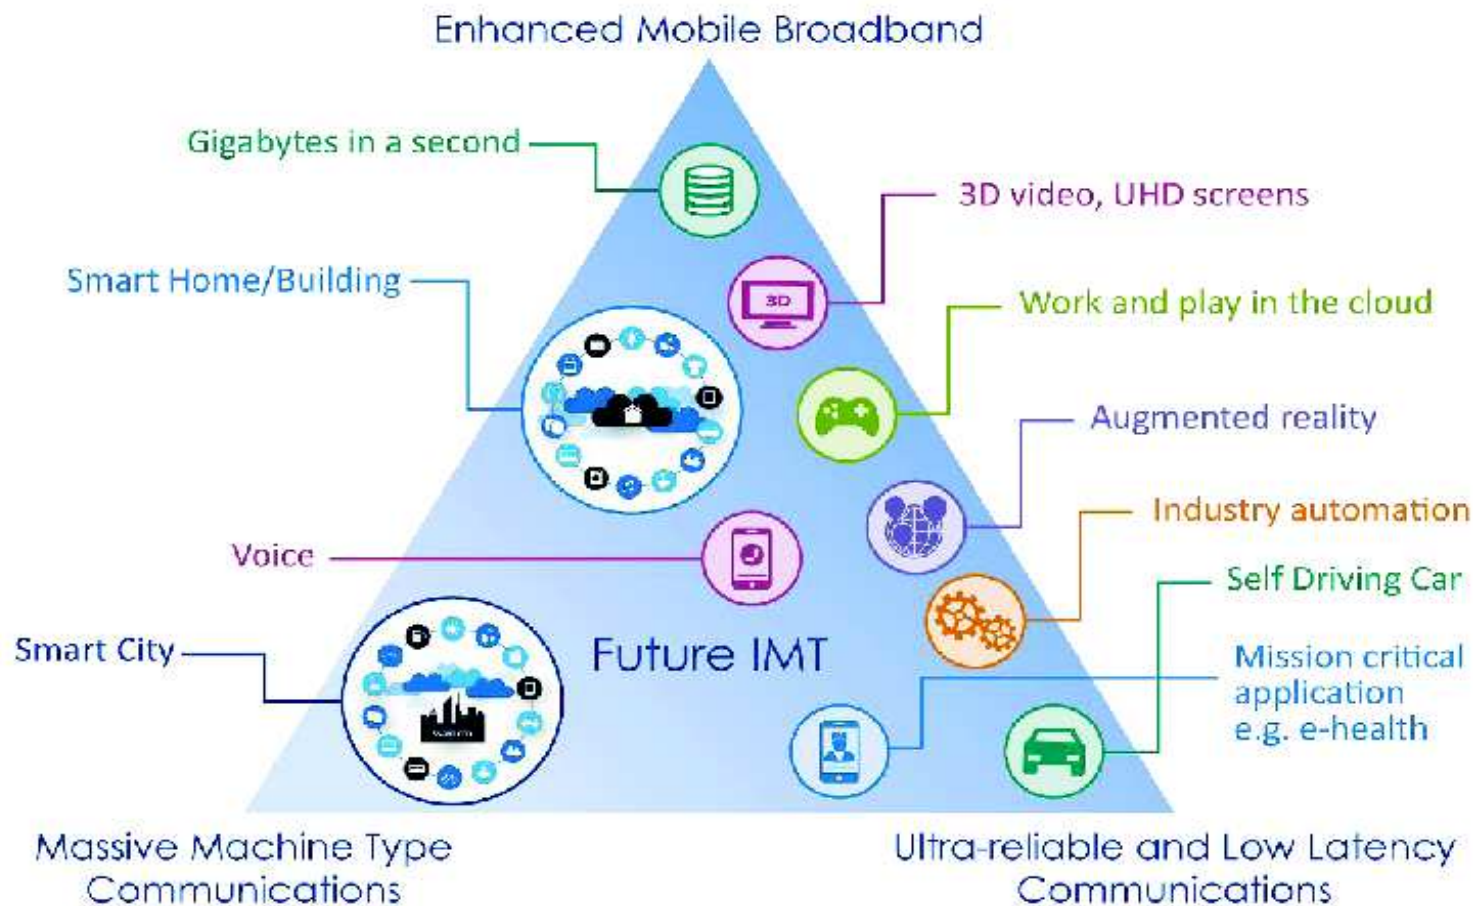 Enhanced Mobile Broadband
Gigabytes in a second
3D video, UHD screens
Smart Home/Building
3D
Work and play in the cloud
Augmented reality
Industry automation
Voice
Self Driving Car
Smart City
Future IMT
Mission critical
application
e.g. e-health
Massive Machine Type
Communications
Ultra-reliable and Low Latency
Communications